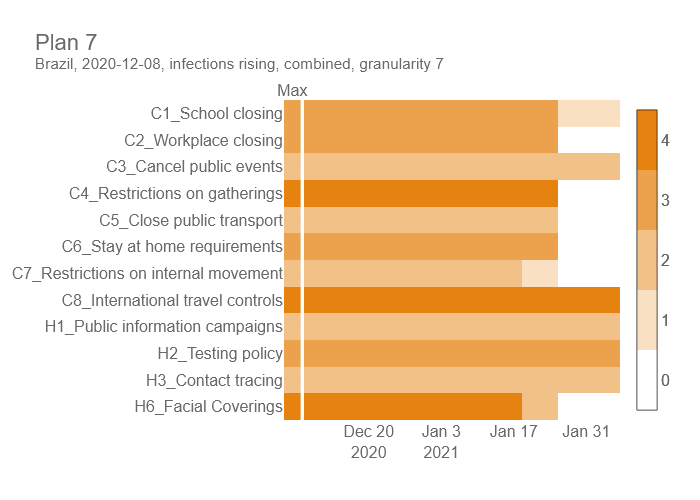 Plan 7
Brazil, 2020-12-08, infections rising, combined, granularity 7
Max
C1_School closing
C2_Workplace closing
C3_Cancel public events
C4_Restrictions on gatherings
C5_Close public transport
C6_Stay at home requirements
C7_Restrictions on internal movement
C8_International travel controls
H1_Public information campaigns
H2_Testing policy
H3_Contact tracing
H6_Facial Coverings
Dec 20 Jan 3 Jan 17 Jan 31
2020 2021
4
3
2
1
0